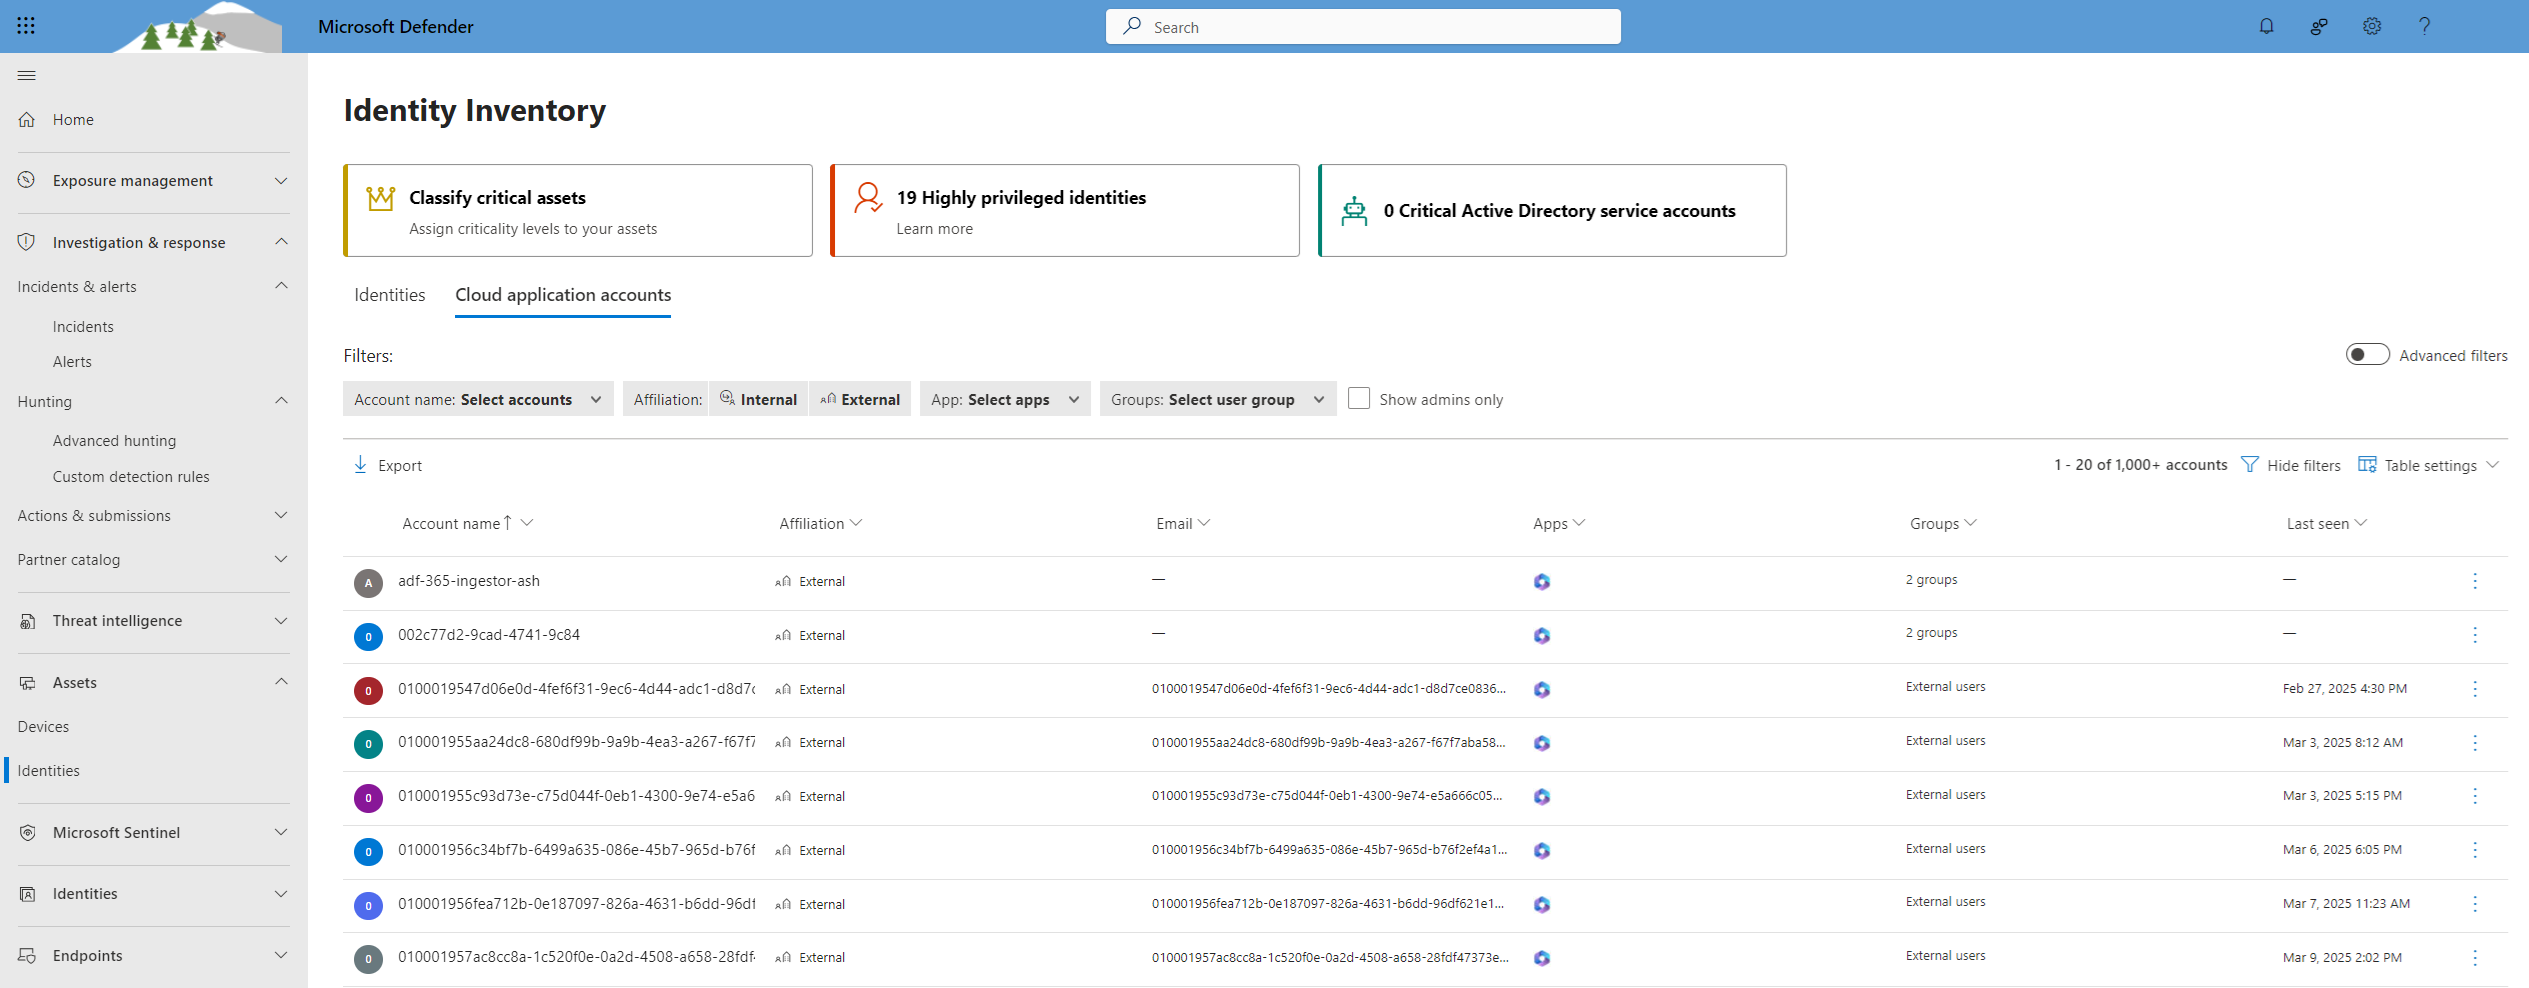 Microsoft Defender
Search
Home
Exposure management
Investigation & response
Incidents & alerts
Incidents
Alerts
Hunting
Advanced hunting
Custom detection rules
Actions & submissions
Partner catalog
Threat intelligence
Assets
Devices
Identities
Microsoft Sentinel
Identities
Endpoints
Identity Inventory
Classify critical assets
Assign criticality levels to your assets
19 Highly privileged identities
Learn more
0 Critical Active Directory service accounts
Identities Cloud application accounts
Filters:
Advanced filters
Account name: Select accounts Affiliation: Internal External App: Select apps Groups: Select user group Show admins only
Export 1 - 20 of 1,000+ accounts Hide filters Table settings
Account name Affiliation Email Apps Groups Last seen
A adf-365-ingestor-ash External — 2 groups —
0 002c77d2-9cad-4741-9c84 External — 2 groups —
0 0100019547d06e0d-4fef6f31-9ec6-4d44-adc1-d8d7c External 0100019547d06e0d-4fef6f31-9ec6-4d44-adc1-d8d7ce0836... External users Feb 27, 2025 4:30 PM
0 010001955aa24dc8-680df99b-9a9b-4ea3-a267-f67f7 External 010001955aa24dc8-680df99b-9a9b-4ea3-a267-f67f7aba58... External users Mar 3, 2025 8:12 AM
0 010001955c93d73e-c75d044f-0eb1-4300-9e74-e5a6 External 010001955c93d73e-c75d044f-0eb1-4300-9e74-e5a666c05... External users Mar 3, 2025 5:15 PM
0 010001956c34bf7b-6499a635-086e-45b7-965d-b76f External 010001956c34bf7b-6499a635-086e-45b7-965d-b76f2ef4a1... External users Mar 6, 2025 6:05 PM
0 010001956fea712b-0e187097-826a-4631-b6dd-96df External 010001956fea712b-0e187097-826a-4631-b6dd-96df621e1... External users Mar 7, 2025 11:23 AM
0 010001957ac8cc8a-1c520f0e-0a2d-4508-a658-28fdf External 010001957ac8cc8a-1c520f0e-0a2d-4508-a658-28fdf47373e... External users Mar 9, 2025 2:02 PM